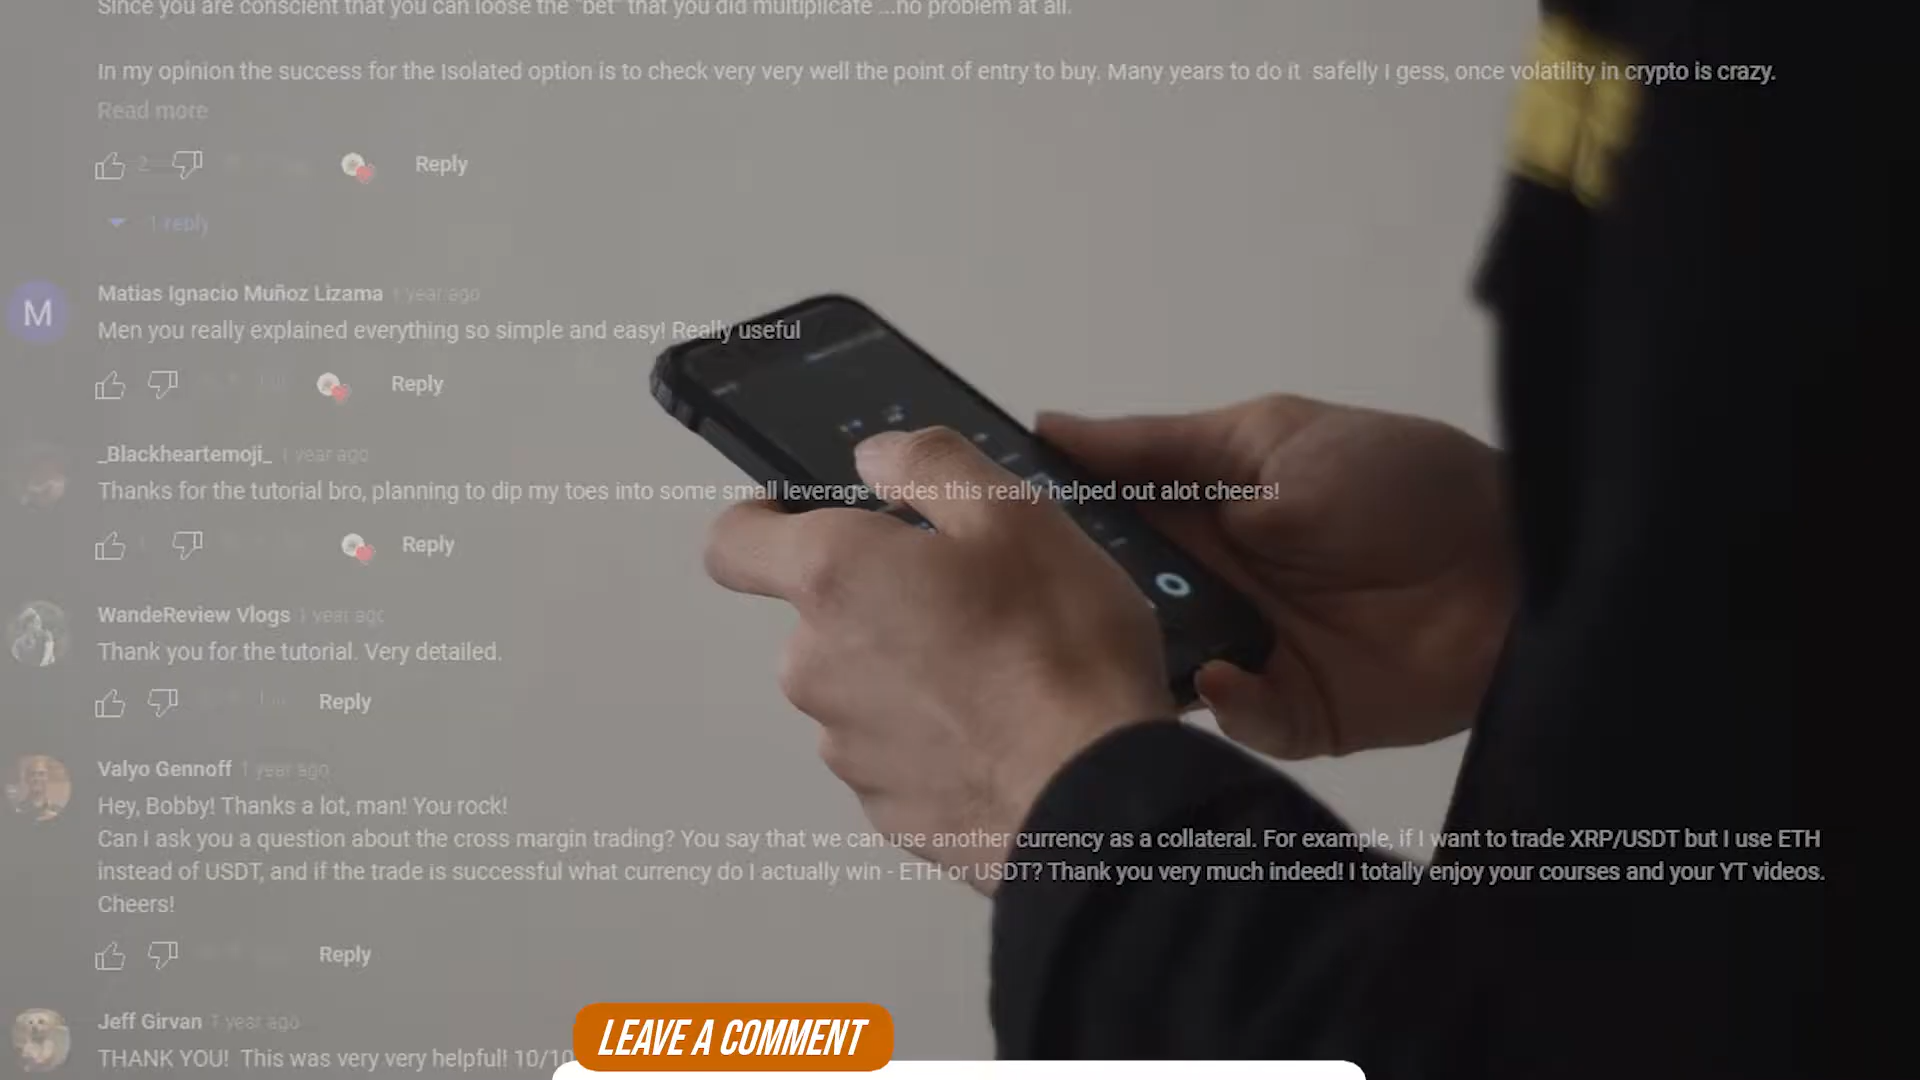 Since you are conscient that you can loose the "bet" that you did multiplicate ...no problem at all.
In my opinion the success for the Isolated option is to check very very well the point of entry to buy. Many years to do it safelly I gess, once volatility in crypto is crazy.
Read more
2
Reply
1 reply
M
Matias Ignacio Muñoz Lizama 1 year ago
Men you really explained everything so simple and easy! Really useful
Reply
_Blackheartemoji_ 1 year ago
Thanks for the tutorial bro, planning to dip my toes into some small leverage trades this really helped out alot cheers!
1
Reply
WandeReview Vlogs 1 year ago
Thank you for the tutorial. Very detailed.
Reply
Valyo Gennoff 1 year ago
Hey, Bobby! Thanks a lot, man! You rock!
Can I ask you a question about the cross margin trading? You say that we can use another currency as a collateral. For example, if I want to trade XRP/USDT but I use ETH
instead of USDT, and if the trade is successful what currency do I actually win - ETH or USDT? Thank you very much indeed! I totally enjoy your courses and your YT videos.
Cheers!
Reply
Jeff Girvan 1 year ago
THANK YOU! This was very very helpful! 10/10
LEAVE A COMMENT